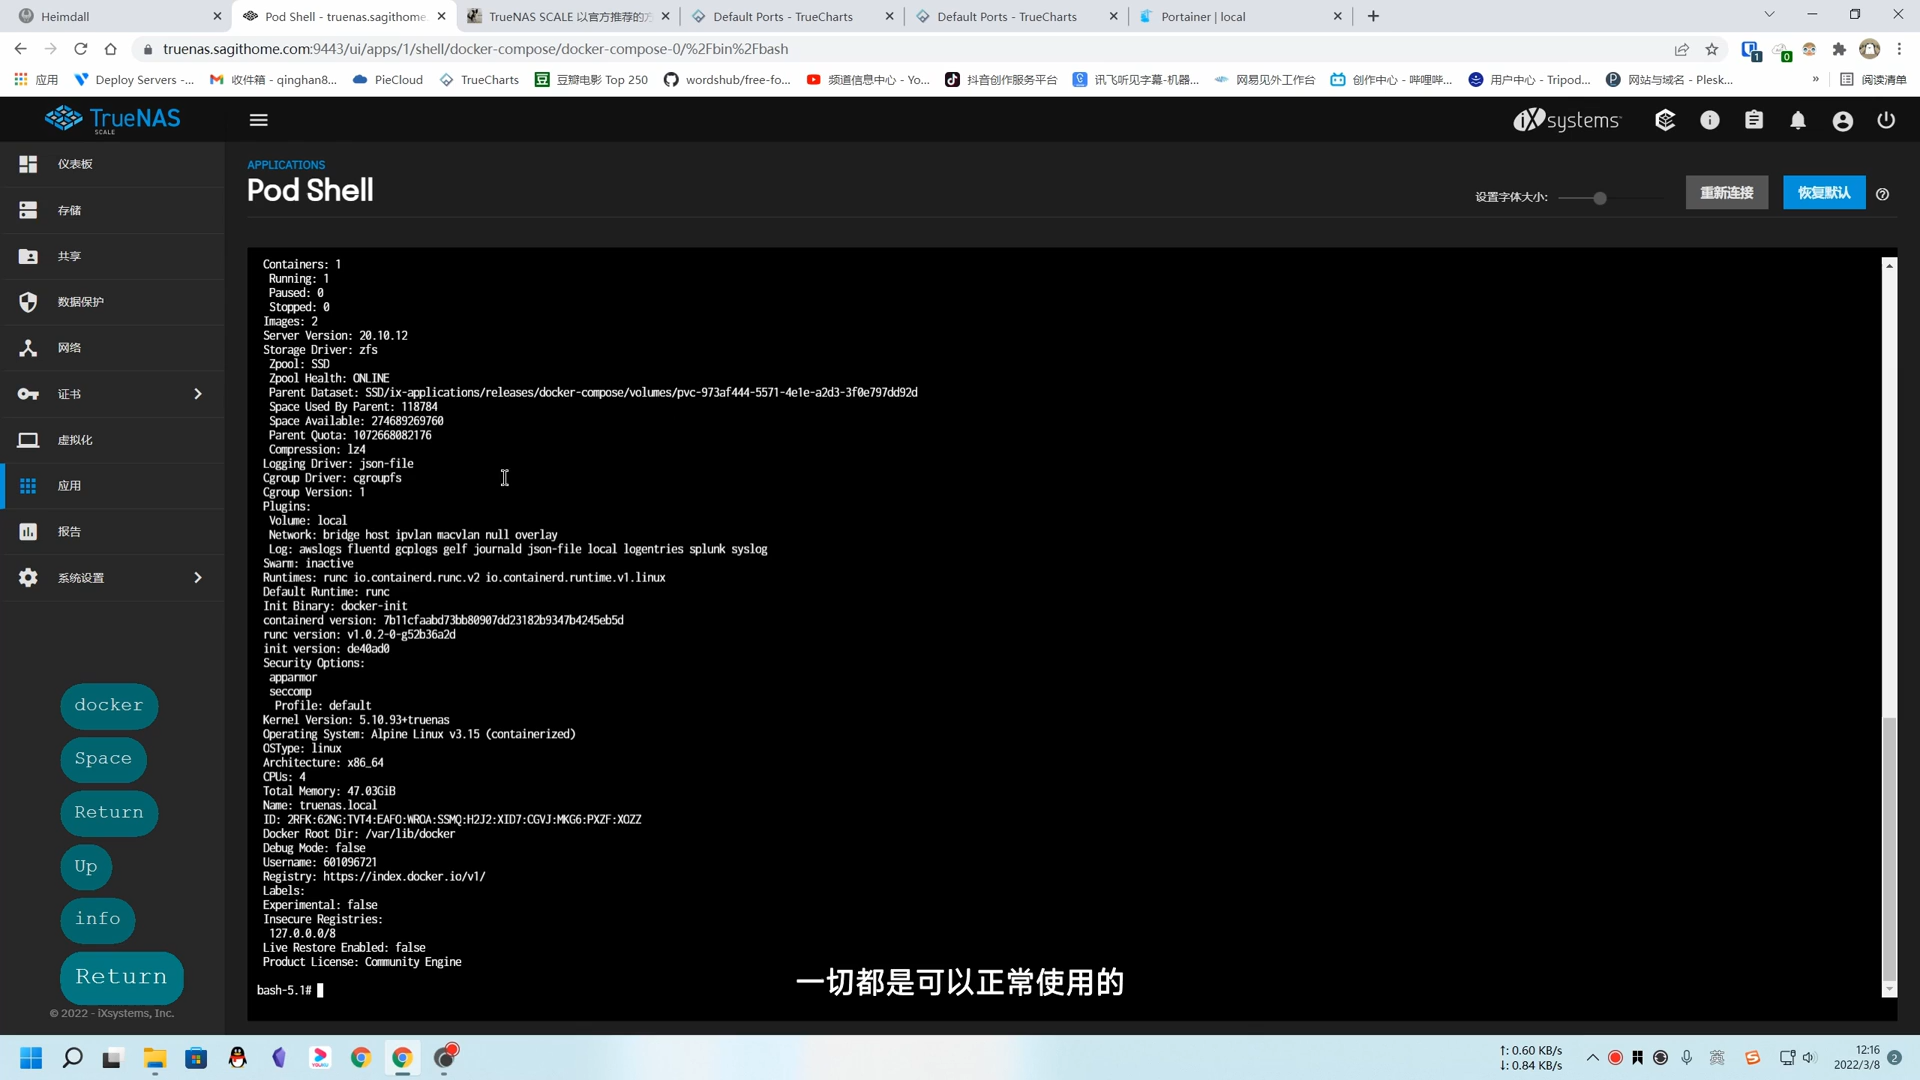 Heimdall
Pod Shell - truenas.sagithome.
TrueNAS SCALE 以官方推荐的方
Default Ports - TrueCharts
Default Ports - TrueCharts
Portainer | local
truenas.sagithome.com:9443/ui/apps/1/shell/docker-compose/docker-compose-0/%2Fbin%2Fbash
1
0
应用
Deploy Servers -...
收件箱 - qinghan8...
PieCloud
TrueCharts
豆
豆瓣电影 Top 250
wordshub/free-fo...
频道信息中心 - Yo...
抖音创作服务平台
讯飞听见字幕-机器...
网易见外工作台
创作中心 - 哔哩哔...
用户中心 - Tripod...
网站与域名 - Plesk...
»
阅读清单
TrueNAS
SCALE
iXsystems
仪表板
存储
共享
数据保护
网络
证书
虚拟化
应用
报告
系统设置
APPLICATIONS
Pod Shell
设置字体大小:
重新连接
恢复默认
Containers: 1
Running: 1
Paused: 0
Stopped: 0
Images: 2
Server Version: 20.10.12
Storage Driver: zfs
Zpool: SSD
Zpool Health: ONLINE
Parent Dataset: SSD/ix-applications/releases/docker-compose/volumes/pvc-973af444-5571-4e1e-a2d3-3f0e797dd92d
Space Used By Parent: 118784
Space Available: 274689269760
Parent Quota: 1072668082176
Compression: lz4
Logging Driver: json-file
Cgroup Driver: cgroupfs
Cgroup Version: 1
Plugins:
Volume: local
Network: bridge host ipvlan macvlan null overlay
Log: awslogs fluentd gcplogs gelf journald json-file local logentries splunk syslog
Swarm: inactive
Runtimes: runc io.containerd.runc.v2 io.containerd.runtime.v1.linux
Default Runtime: runc
Init Binary: docker-init
containerd version: 7b11cfaabd73bb80907dd23182b9347b4245eb5d
runc version: v1.0.2-0-g52b36a2d
init version: de40ad0
Security Options:
apparmor
seccomp
Profile: default
Kernel Version: 5.10.93+truenas
Operating System: Alpine Linux v3.15 (containerized)
OSType: linux
Architecture: x86_64
CPUs: 4
Total Memory: 47.03GiB
Name: truenas.local
ID: 2RFK:62NG:TVT4:EAFO:WROA:SSMQ:H2J2:XID7:CGVJ:MKG6:PXZF:XOZZ
Docker Root Dir: /var/lib/docker
Debug Mode: false
Username: 601096721
Registry: https://index.docker.io/v1/
Labels:
Experimental: false
Insecure Registries:
127.0.0.0/8
Live Restore Enabled: false
Product License: Community Engine
bash-5.1#
一切都是可以正常使用的
docker
Space
Return
Up
info
Return
© 2022 - iXsystems, Inc.
↑: 0.60 KB/s
↓: 0.84 KB/s
英
12:16
2022/3/8
2